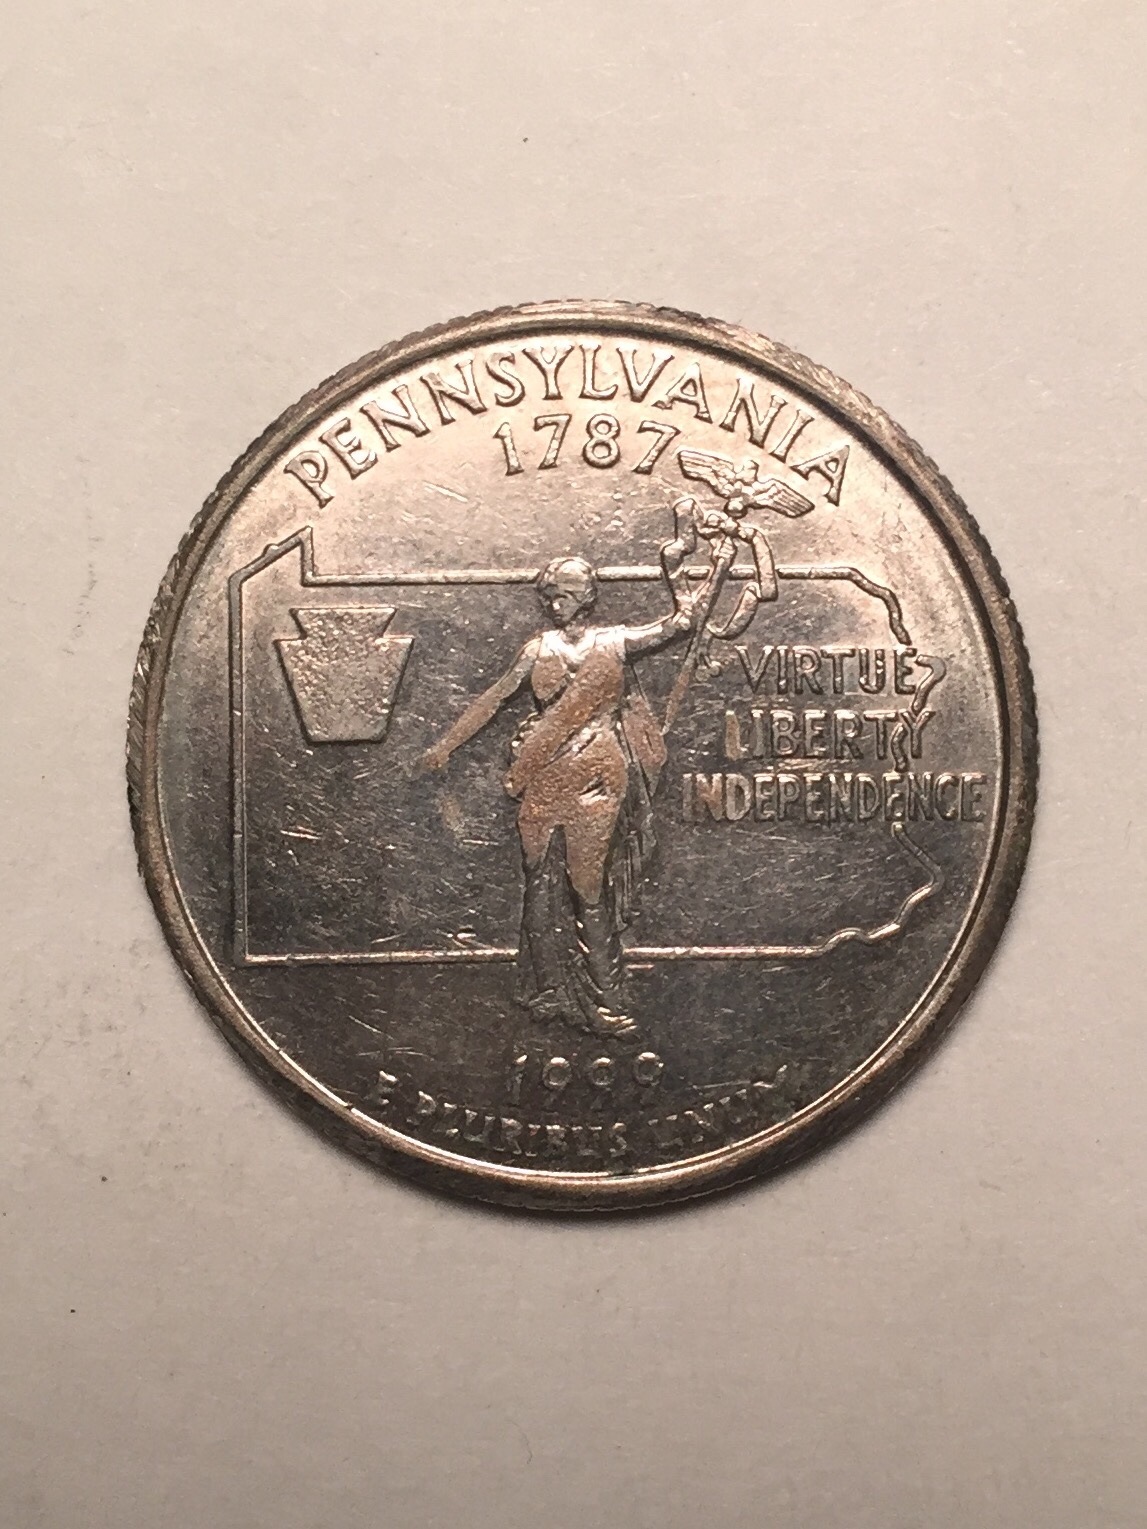 PENNSYLVANIA
1787
VIRTUE
LIBERTY
INDEPENDENCE
1999
E PLURIBUS UNUM